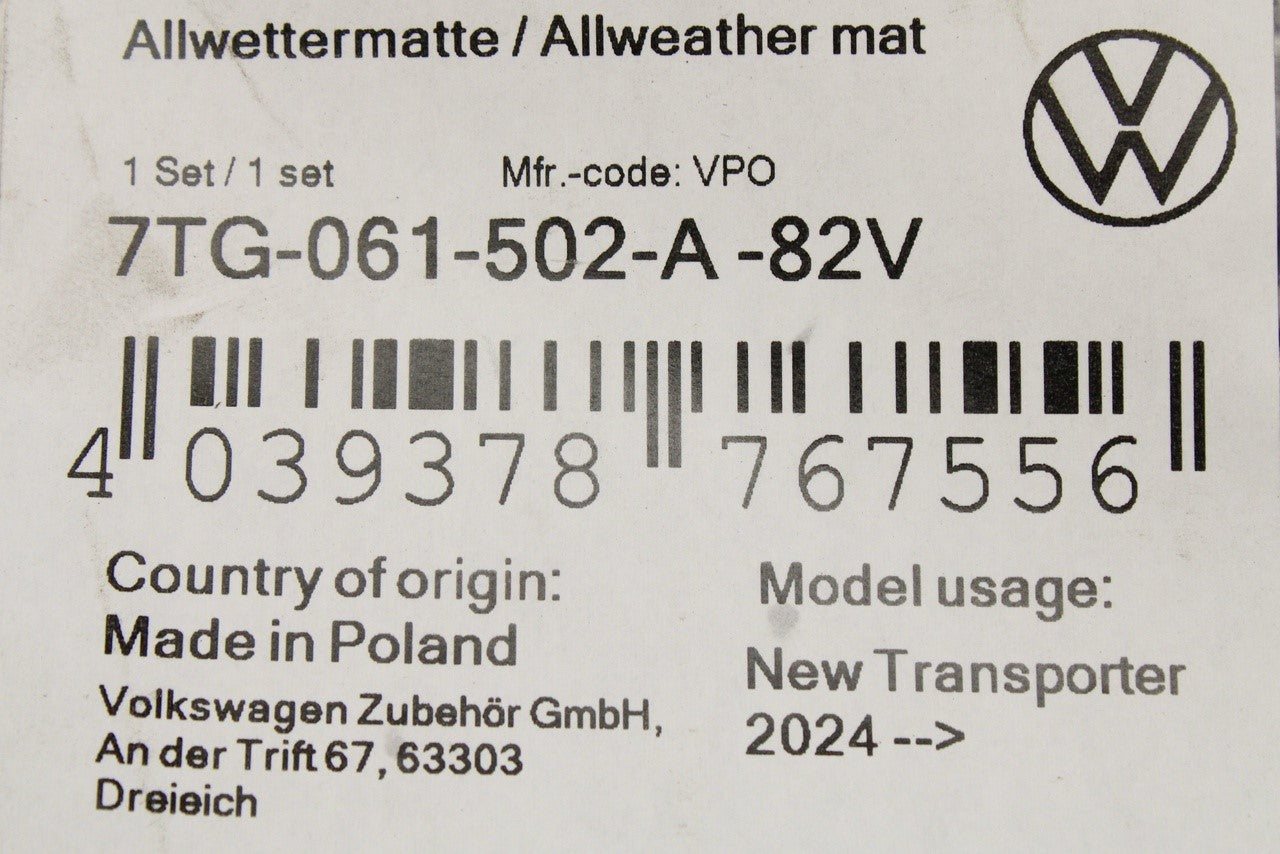 Allwettermatte / Allweather mat
1 Set / 1 set Mfr.-code: VPO
7TG-061-502-A -82V
4 039378 767556
Country of origin:
Made in Poland
Volkswagen Zubehör GmbH,
An der Trift 67, 63303
Dreieich
Model usage:
New Transporter
2024 -->